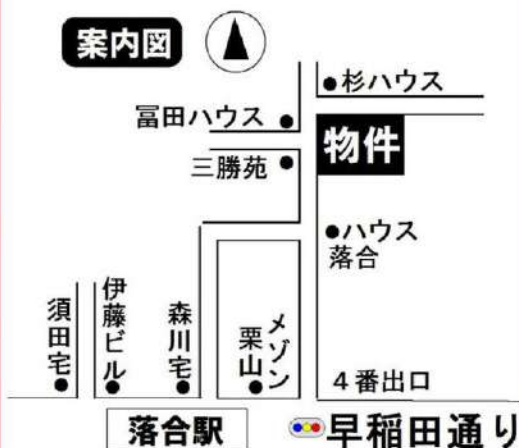 案内図
杉ハウス
冨田ハウス
物件
三勝苑
ハウス
落合
須田宅
伊藤ビル
森川宅
メゾン
栗山
4番出口
落合駅
早稲田通り